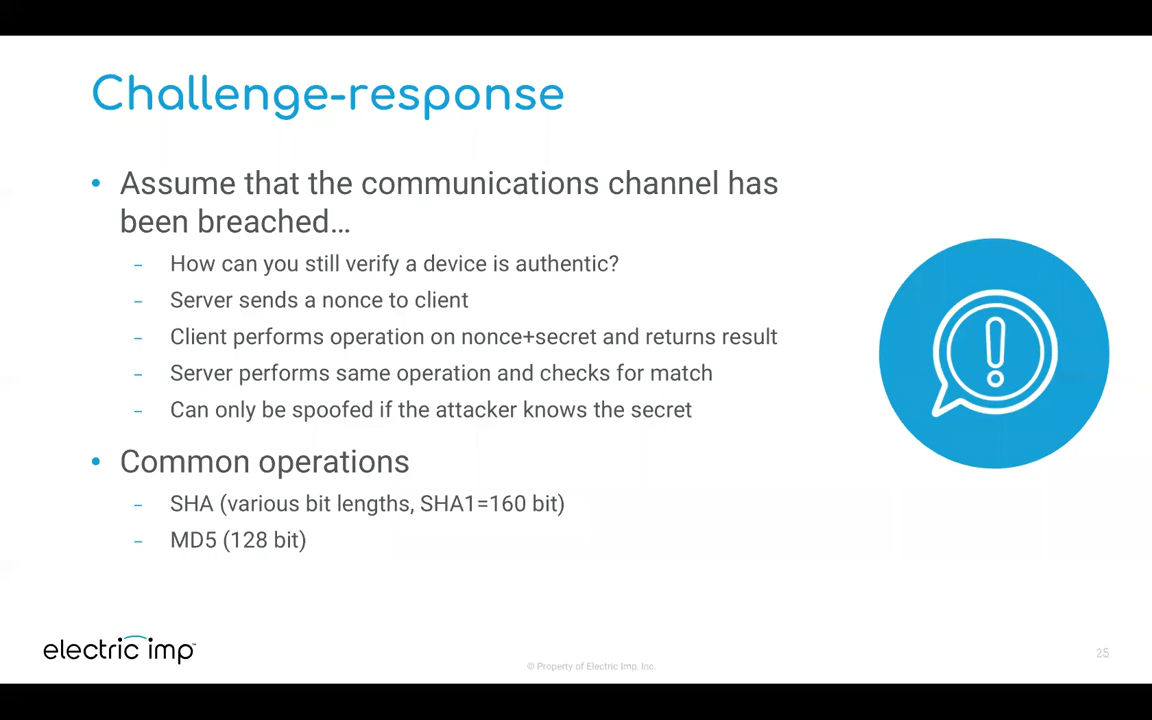 Challenge-response
• Assume that the communications channel has
been breached…
– How can you still verify a device is authentic?
– Server sends a nonce to client
– Client performs operation on nonce+secret and returns result
– Server performs same operation and checks for match
– Can only be spoofed if the attacker knows the secret
• Common operations
– SHA (various bit lengths, SHA1=160 bit)
– MD5 (128 bit)
electric imp™
© Property of Electric Imp. Inc.
25